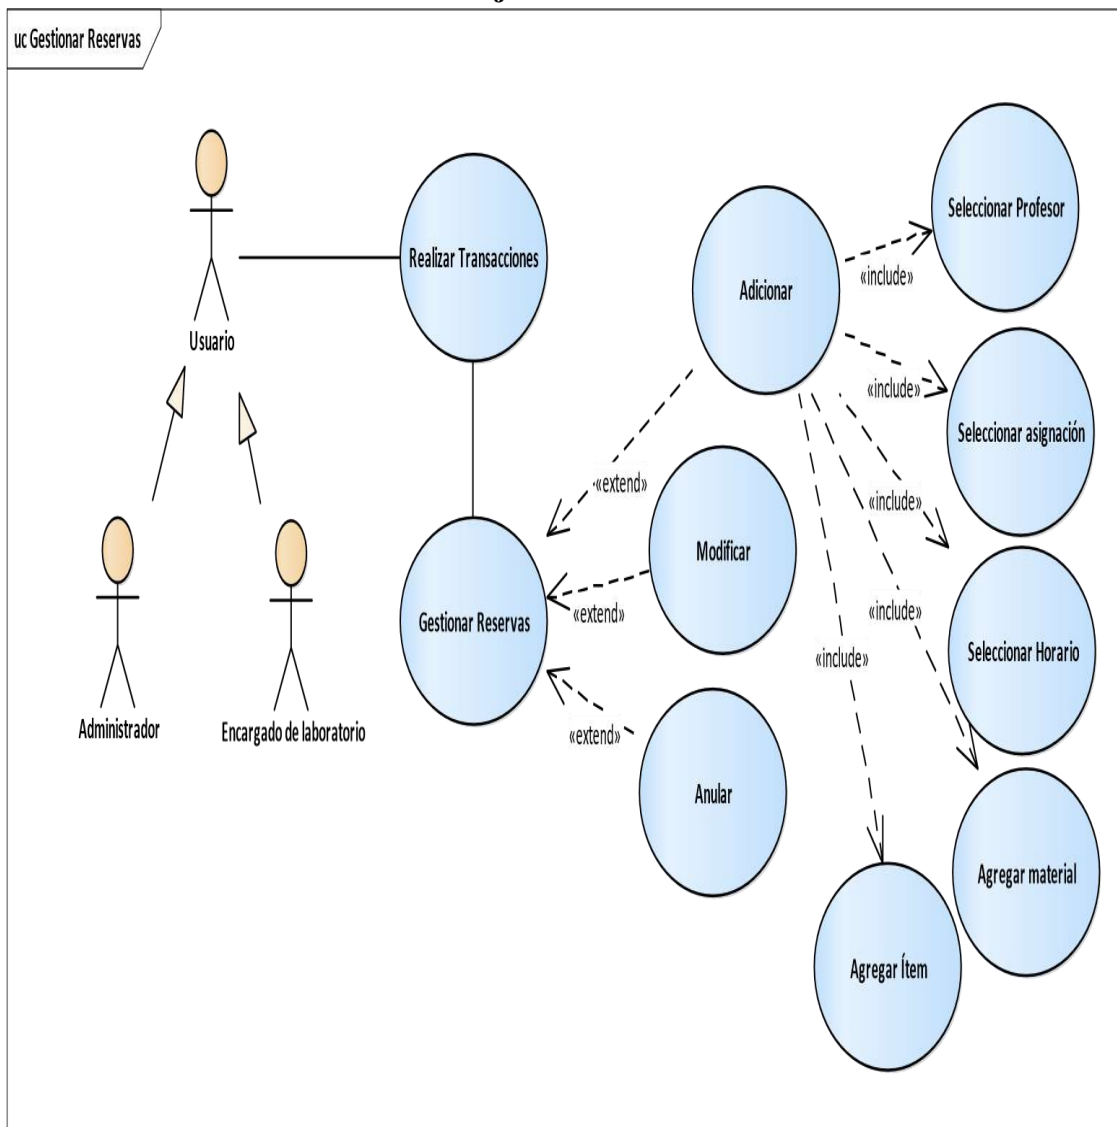 uc Gestionar Reservas
Usuario
Realizar Transacciones
Adicionar
Seleccionar Profesor
«include»
Seleccionar asignación
«include»
«extend»
Modificar
«include»
Seleccionar Horario
«include»
«include»
Gestionar Reservas
«extend»
Administrador
Encargado de laboratorio
«extend»
Anular
Agregar material
Agregar Ítem